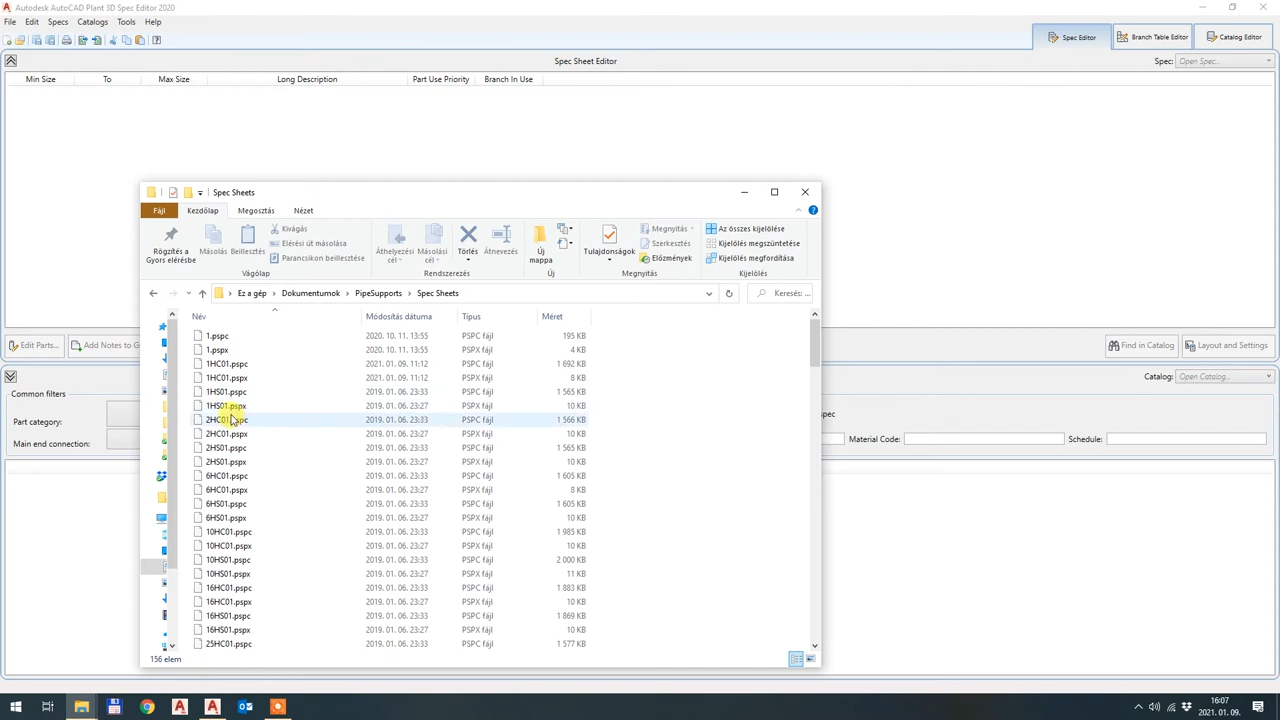 Autodesk AutoCAD Plant 3D Spec Editor 2020
File Edit Specs Catalogs Tools Help
Spec Editor Branch Table Editor Catalog Editor
Spec Sheet Editor Spec: Open Spec...
Min Size To Max Size Long Description Part Use Priority Branch In Use
Spec Sheets
Fájl Kezdőlap Megosztás Nézet
Rögzítés a Gyors elérésbe
Másolás
Beillesztés
Kivágás
Elérési út másolása
Parancsikon beillesztése
Vágólap
Áthelyezési cél
Másolási cél
Törlés
Átnevezés
Rendszerezés
Új mappa
Új
Tulajdonságok
Megnyitás
Szerkesztés
Előzmények
Megnyitás
Az összes kijelölése
Kijelölés megszüntetése
Kijelölés megfordítása
Kijelölés
Ez a gép › Dokumentumok › PipeSupports › Spec Sheets
Keresés: ...
Név Módosítás dátuma Típus Méret
1.pspc 2020. 10. 11. 13:55 PSPC fájl 195 KB
1.pspx 2020. 10. 11. 13:55 PSPX fájl 4 KB
1HC01.pspc 2021. 01. 09. 11:12 PSPC fájl 1 692 KB
1HC01.pspx 2021. 01. 09. 11:12 PSPX fájl 8 KB
1HS01.pspc 2019. 01. 06. 23:33 PSPC fájl 1 565 KB
1HS01.pspx 2019. 01. 06. 23:27 PSPX fájl 10 KB
2HC01.pspc 2019. 01. 06. 23:33 PSPC fájl 1 566 KB
2HC01.pspx 2019. 01. 06. 23:27 PSPX fájl 10 KB
2HS01.pspc 2019. 01. 06. 23:33 PSPC fájl 1 565 KB
2HS01.pspx 2019. 01. 06. 23:27 PSPX fájl 10 KB
6HC01.pspc 2019. 01. 06. 23:33 PSPC fájl 1 605 KB
6HC01.pspx 2019. 01. 06. 23:27 PSPX fájl 8 KB
6HS01.pspc 2019. 01. 06. 23:33 PSPC fájl 1 605 KB
6HS01.pspx 2019. 01. 06. 23:27 PSPX fájl 10 KB
10HC01.pspc 2019. 01. 06. 23:33 PSPC fájl 1 985 KB
10HC01.pspx 2019. 01. 06. 23:27 PSPX fájl 10 KB
10HS01.pspc 2019. 01. 06. 23:33 PSPC fájl 2 000 KB
10HS01.pspx 2019. 01. 06. 23:27 PSPX fájl 11 KB
16HC01.pspc 2019. 01. 06. 23:33 PSPC fájl 1 883 KB
16HC01.pspx 2019. 01. 06. 23:27 PSPX fájl 10 KB
16HS01.pspc 2019. 01. 06. 23:33 PSPC fájl 1 869 KB
16HS01.pspx 2019. 01. 06. 23:27 PSPX fájl 10 KB
25HC01.pspc 2019. 01. 06. 23:33 PSPC fájl 1 577 KB
156 elem
Edit Parts... Add Notes to G Find in Catalog Layout and Settings
Catalog: Open Catalog...
Common filters
Part category: spec
Main end connection: Material Code: Schedule:
16:07
2021. 01. 09.